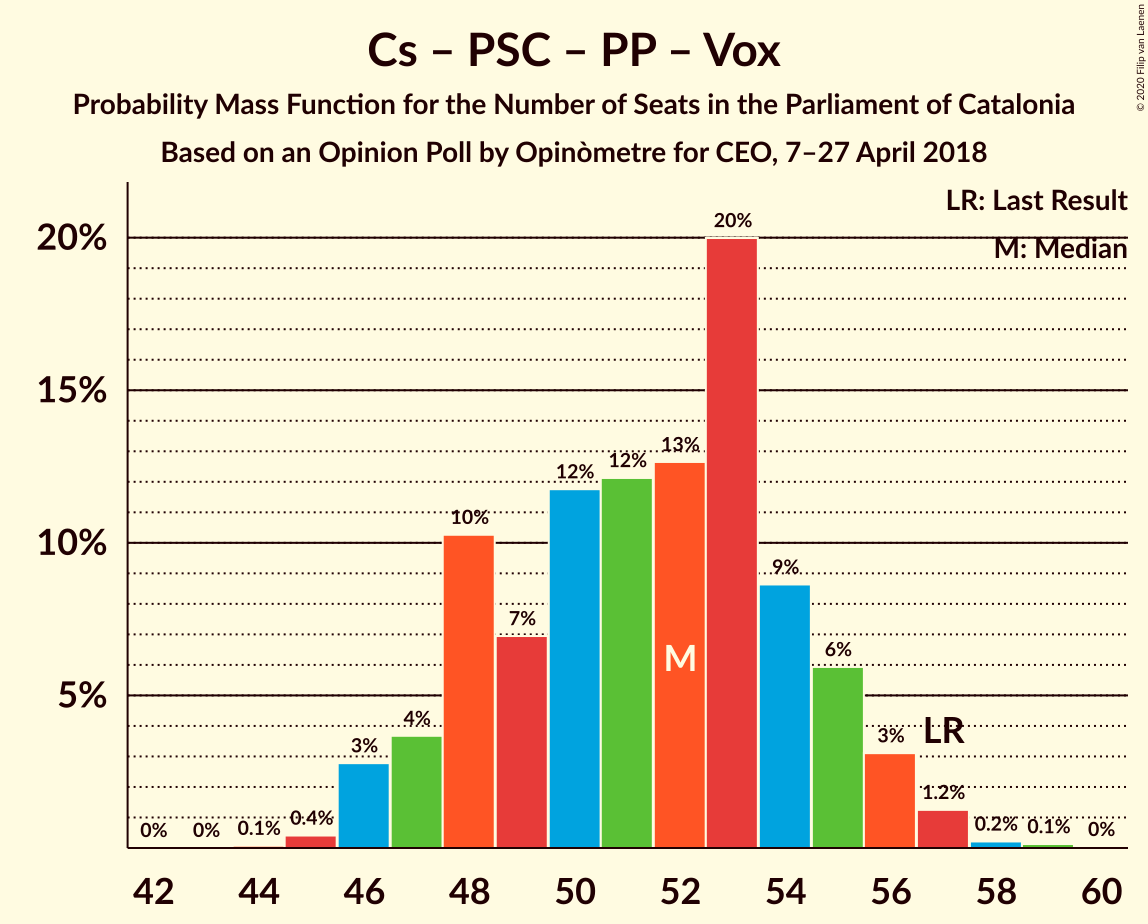 Cs – PSC – PP – Vox
Probability Mass Function for the Number of Seats in the Parliament of Catalonia
Based on an Opinion Poll by Opinòmetre for CEO, 7–27 April 2018
© 2020 Filip van Laenen
LR: Last Result
M: Median
20%
15%
10%
5%
0%
0%
0.1%
0.4%
3%
4%
10%
7%
12%
12%
13%
20%
9%
6%
3%
1.2%
0.2%
0.1%
0%
M
LR
42 44 46 48 50 52 54 56 58 60